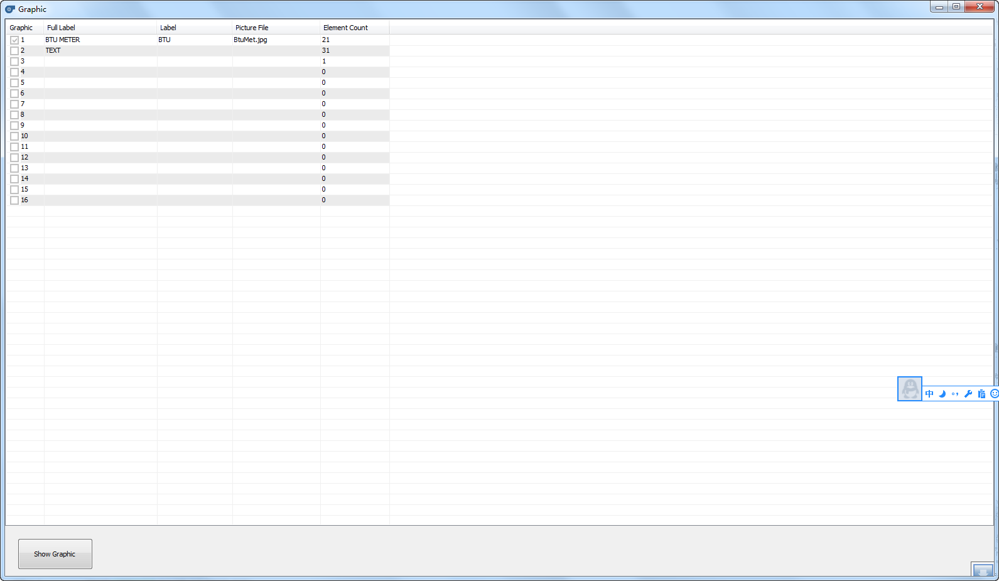 Graphic
Graphic Full Label Label Picture File Element Count
1 BTU METER BTU BtuMet.jpg 21
2 TEXT 31
3 1
4 0
5 0
6 0
7 0
8 0
9 0
10 0
11 0
12 0
13 0
14 0
15 0
16 0
中
Show Graphic